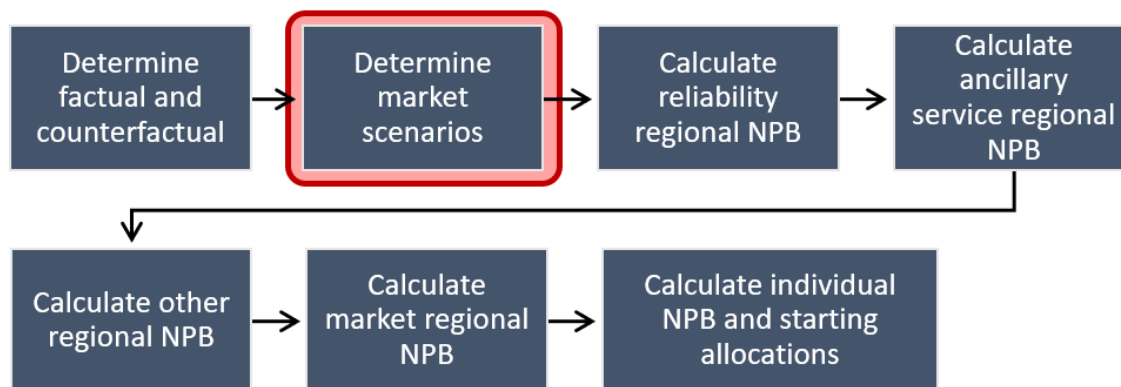 Determine
factual and
counterfactual
Determine
market
scenarios
Calculate
reliability
regional NPB
Calculate
ancillary
service regional
NPB
Calculate other
regional NPB
Calculate
market regional
NPB
Calculate individual
NPB and starting
allocations